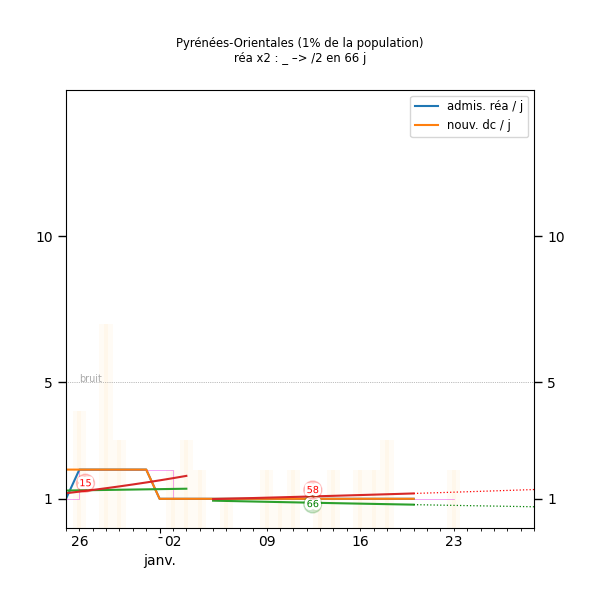 Pyrénées-Orientales (1% de la population)
réa x2 : _ –> /2 en 66 j
admis. réa / j
nouv. dc / j
10 10
bruit
5 5
15
58
66
1 1
26 02 09 16 23
janv.